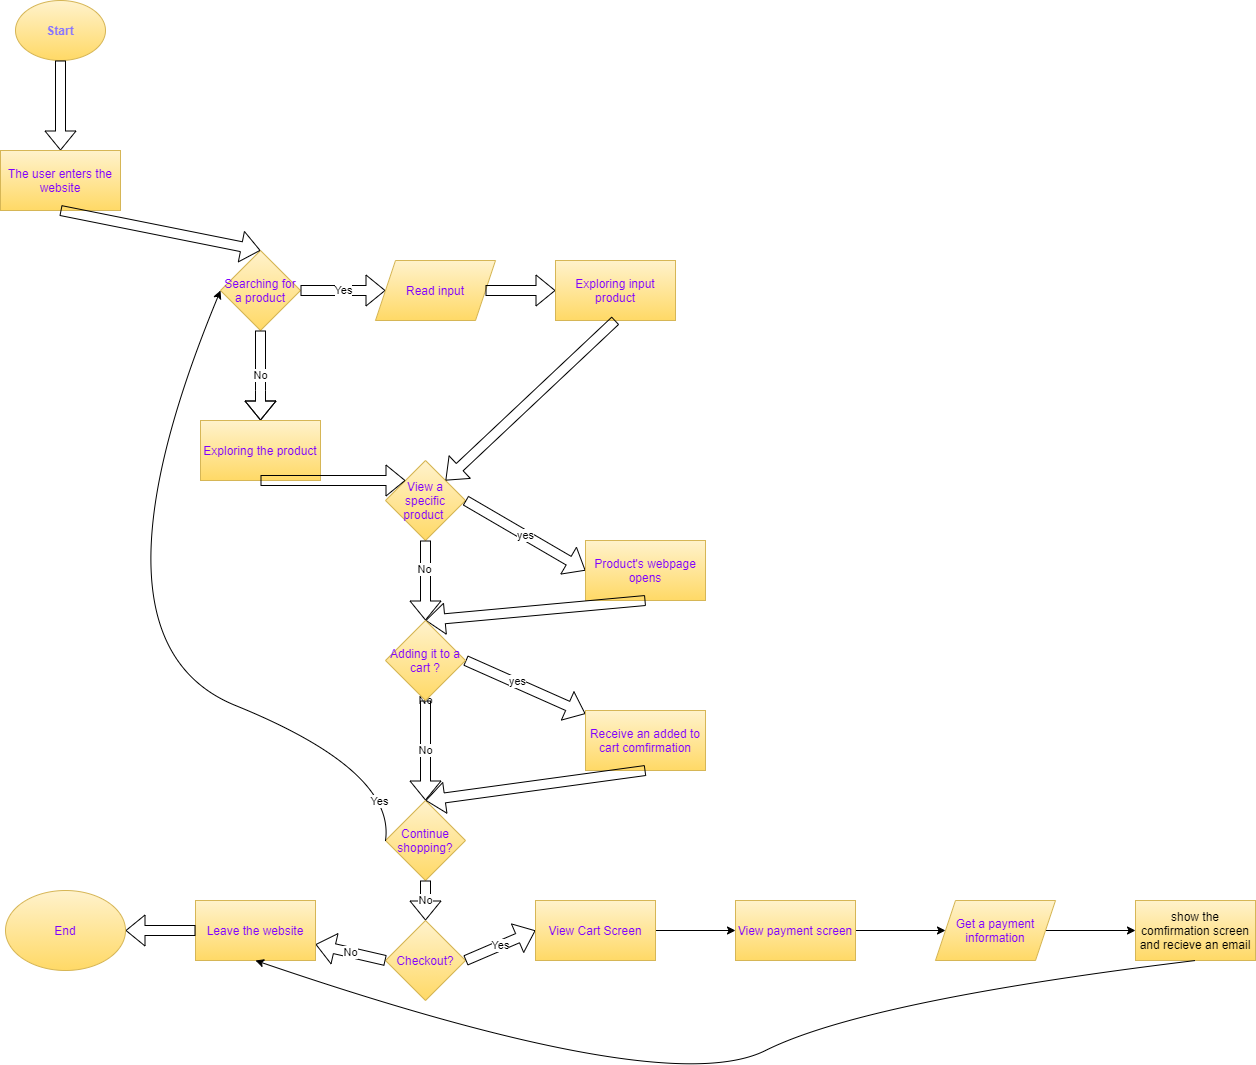 Start
The user enters the
website
Searching for
a product
Yes
Read input
Exploring input
product
No
Exploring the product
View a
specific
product
yes
Product's webpage
opens
No
Adding it to a
cart ?
yes
No
Receive an added to
cart comfirmation
No
Yes
Continue
shopping?
No
End
Leave the website
No
Checkout?
Yes
View Cart Screen
View payment screen
Get a payment
information
show the
comfirmation screen
and recieve an email